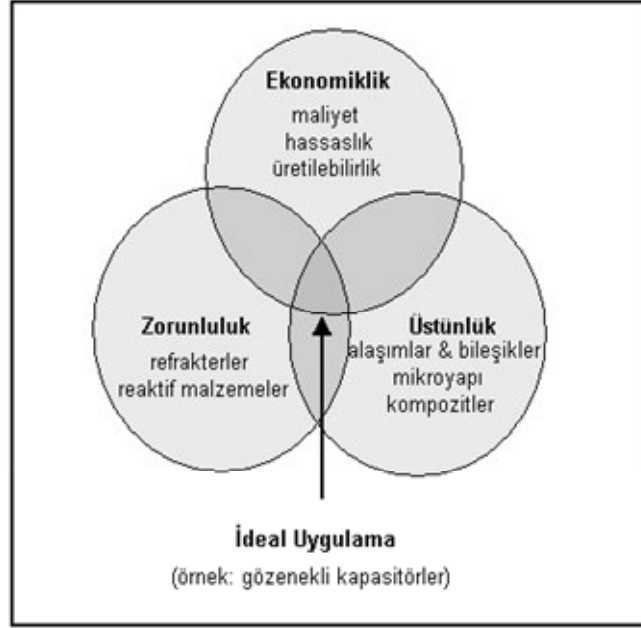 Ekonomiklik
maliyet
hassaslık
üretilebilirlik
Zorunluluk
refrakterler
reaktif malzemeler
Üstünlük
alaşımlar & bileşikler
mikroyapı
kompozitler
İdeal Uygulama
(örnek: gözenekli kapasitörler)